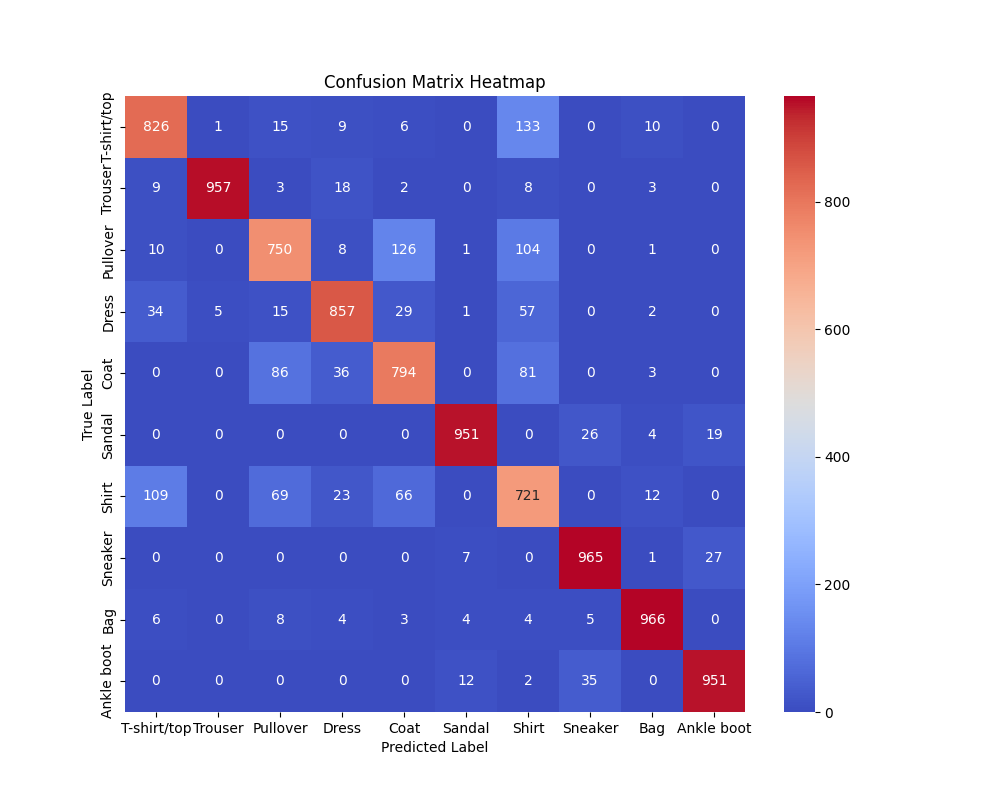 Confusion Matrix Heatmap
T-shirt/top 826 1 15 9 6 0 133 0 10 0
Trouser 9 957 3 18 2 0 8 0 3 0
Pullover 10 0 750 8 126 1 104 0 1 0
Dress 34 5 15 857 29 1 57 0 2 0
Coat 0 0 86 36 794 0 81 0 3 0
Sandal 0 0 0 0 0 951 0 26 4 19
Shirt 109 0 69 23 66 0 721 0 12 0
Sneaker 0 0 0 0 0 7 0 965 1 27
Bag 6 0 8 4 3 4 4 5 966 0
Ankle boot 0 0 0 0 0 12 2 35 0 951
T-shirt/top Trouser Pullover Dress Coat Sandal Shirt Sneaker Bag Ankle boot
Predicted Label
True Label
800
600
400
200
0